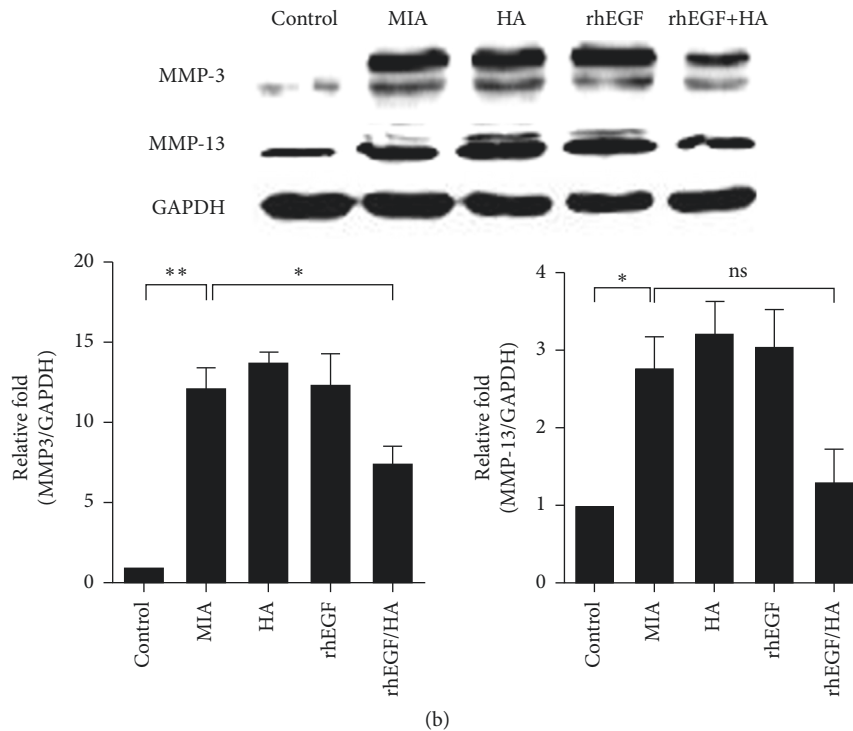 Control MIA HA rhEGF rhEGF+HA
MMP-3
MMP-13
GAPDH
20
15
10
5
0
Relative fold
(MMP3/GAPDH)
** *
Control
MIA
HA
rhEGF
rhEGF/HA
4
3
2
1
0
Relative fold
(MMP-13/GAPDH)
* ns
Control
MIA
HA
rhEGF
rhEGF/HA
(b)